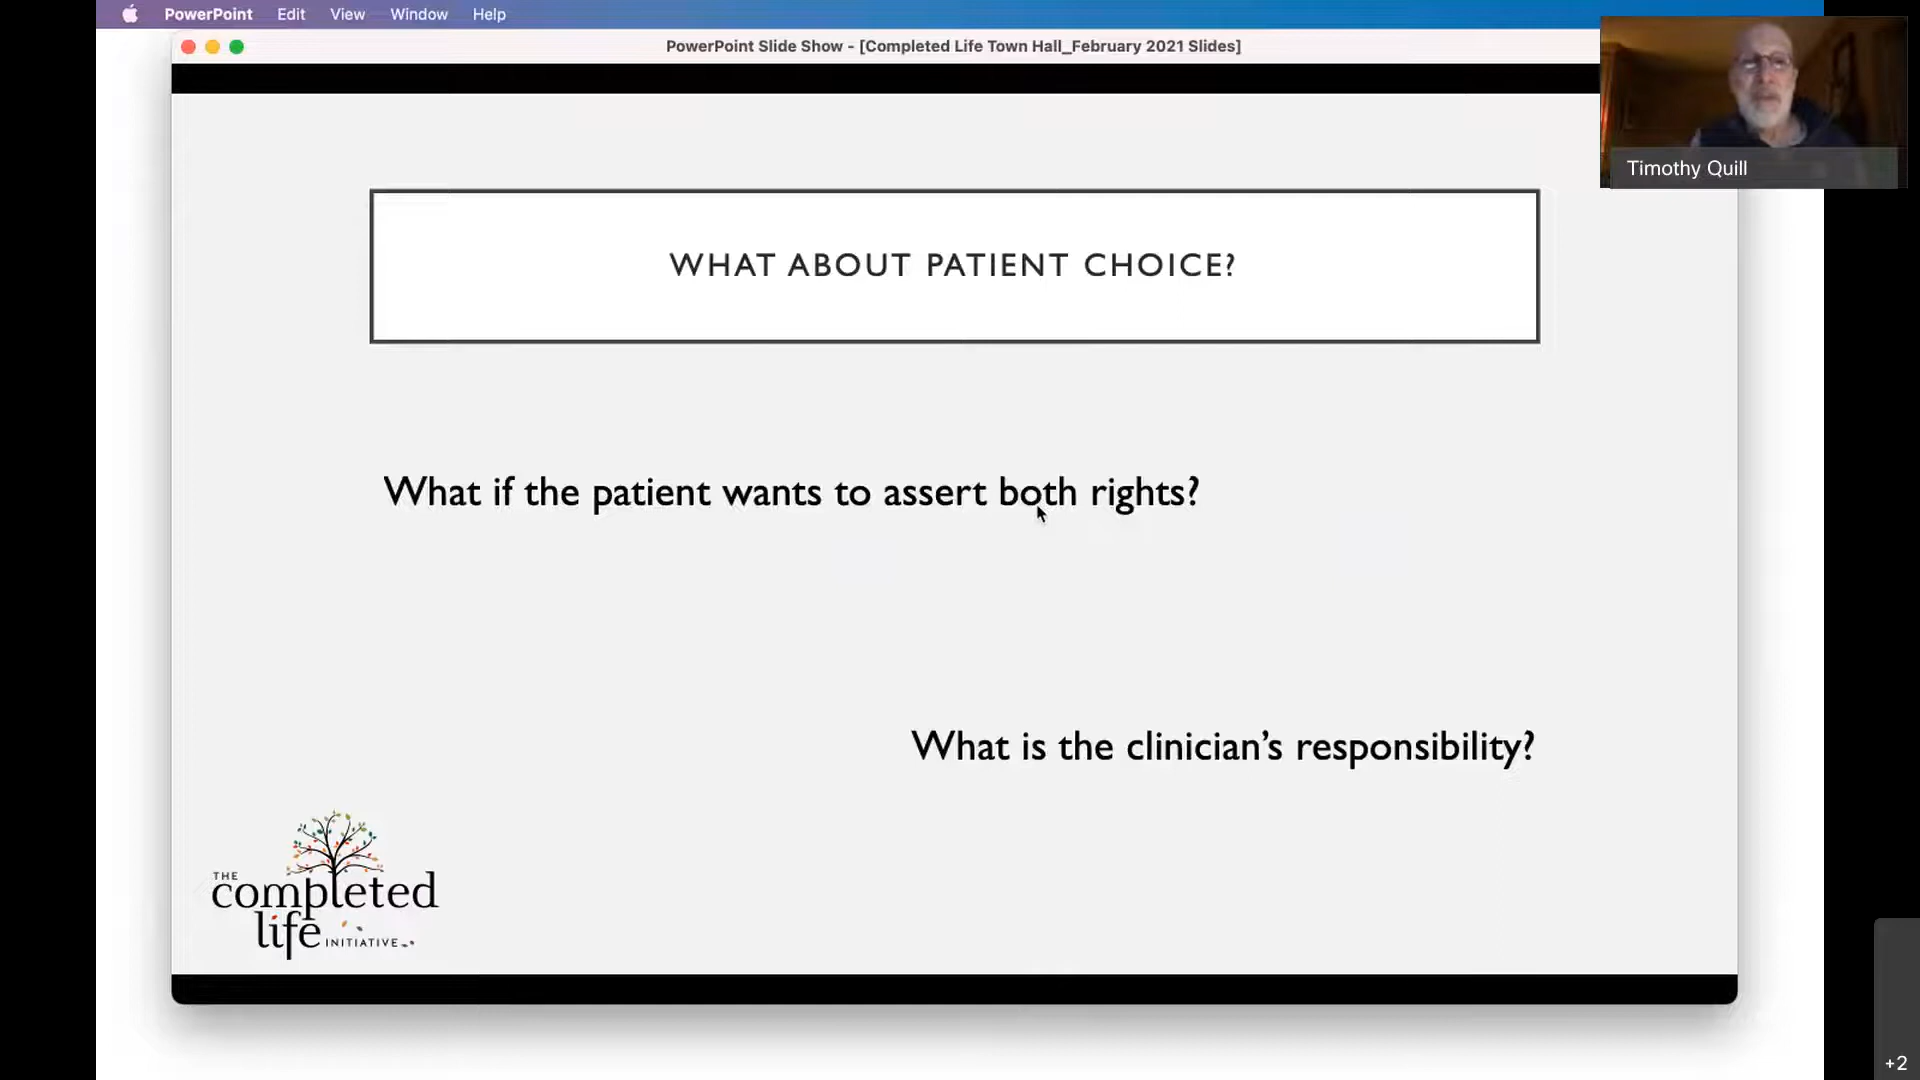 PowerPoint Edit View Window Help
PowerPoint Slide Show - [Completed Life Town Hall_February 2021 Slides]
Timothy Quill
WHAT ABOUT PATIENT CHOICE?
What if the patient wants to assert both rights?
What is the clinician’s responsibility?
THE
completed
life INITIATIVE
+2